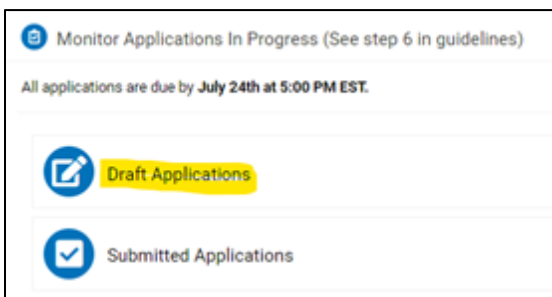 Monitor Applications In Progress (See step 6 in guidelines)
All applications are due by July 24th at 5:00 PM EST.
Draft Applications
Submitted Applications